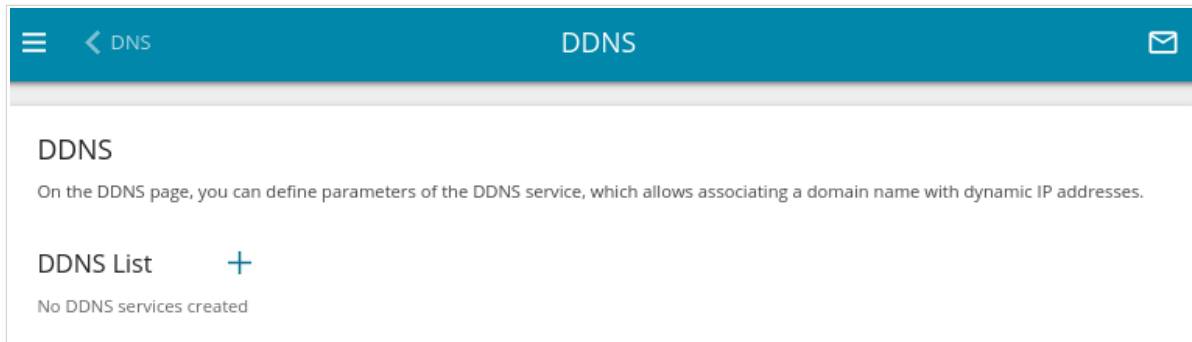 DNS
DDNS
DDNS
On the DDNS page, you can define parameters of the DDNS service, which allows associating a domain name with dynamic IP addresses.
DDNS List
No DDNS services created